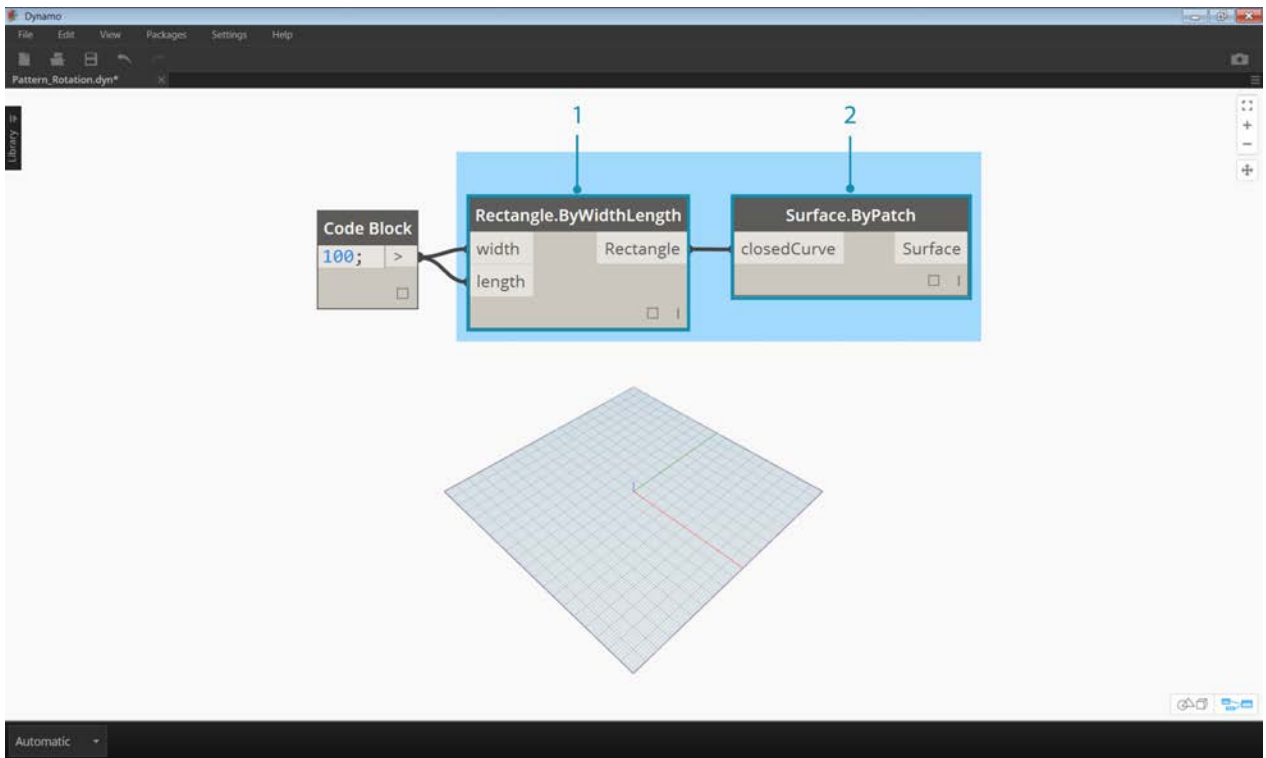 Dynamo
File Edit View Packages Settings Help
Pattern_Rotation.dyn*
Library
1 2
Code Block
100; >
Rectangle.ByWidthLength
width Rectangle
length
Surface.ByPatch
closedCurve Surface
Automatic